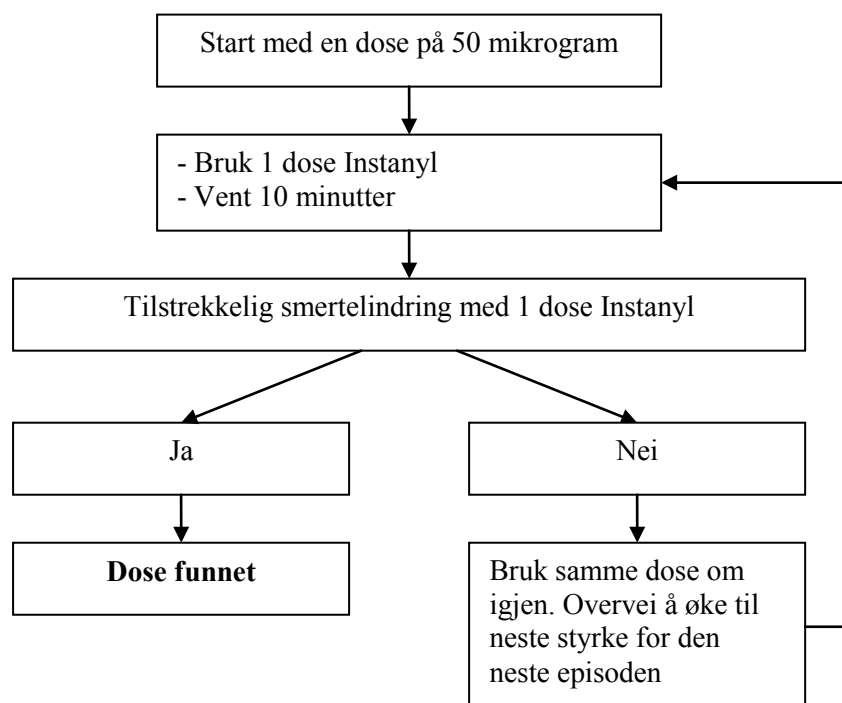 Start med en dose på 50 mikrogram
- Bruk 1 dose Instanyl
- Vent 10 minutter
Tilstrekkelig smertelindring med 1 dose Instanyl
Ja
Nei
Dose funnet
Bruk samme dose om
igjen. Overvei å øke til
neste styrke for den
neste episoden